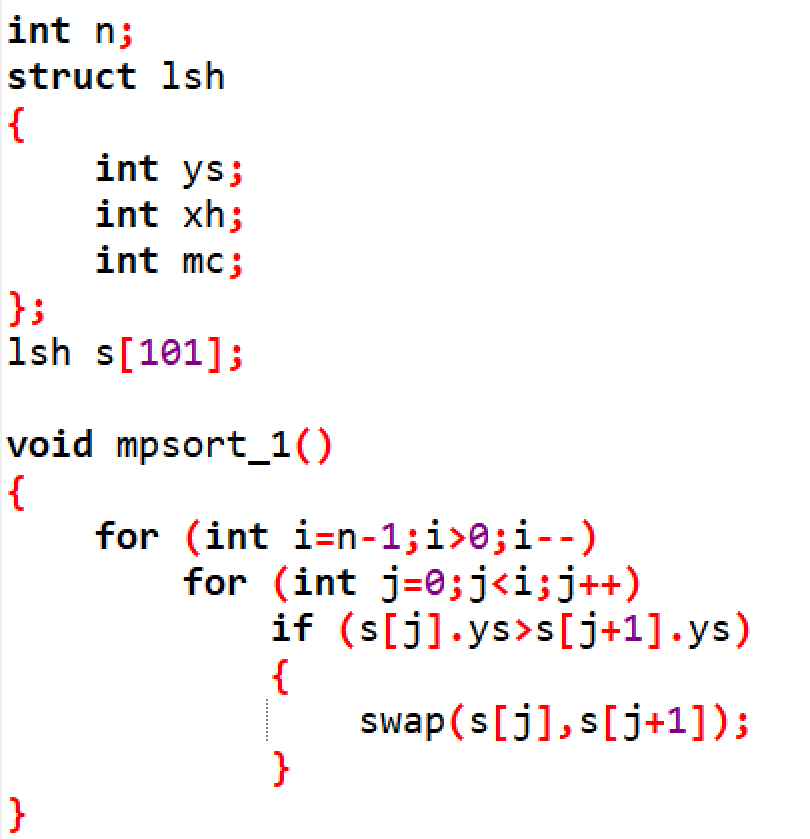 int n;
struct lsh
{
    int ys;
    int xh;
    int mc;
};
lsh s[101];

void mpsort_1()
{
    for (int i=n-1;i>0;i--)
        for (int j=0;j<i;j++)
            if (s[j].ys>s[j+1].ys)
            {
                swap(s[j],s[j+1]);
            }
}